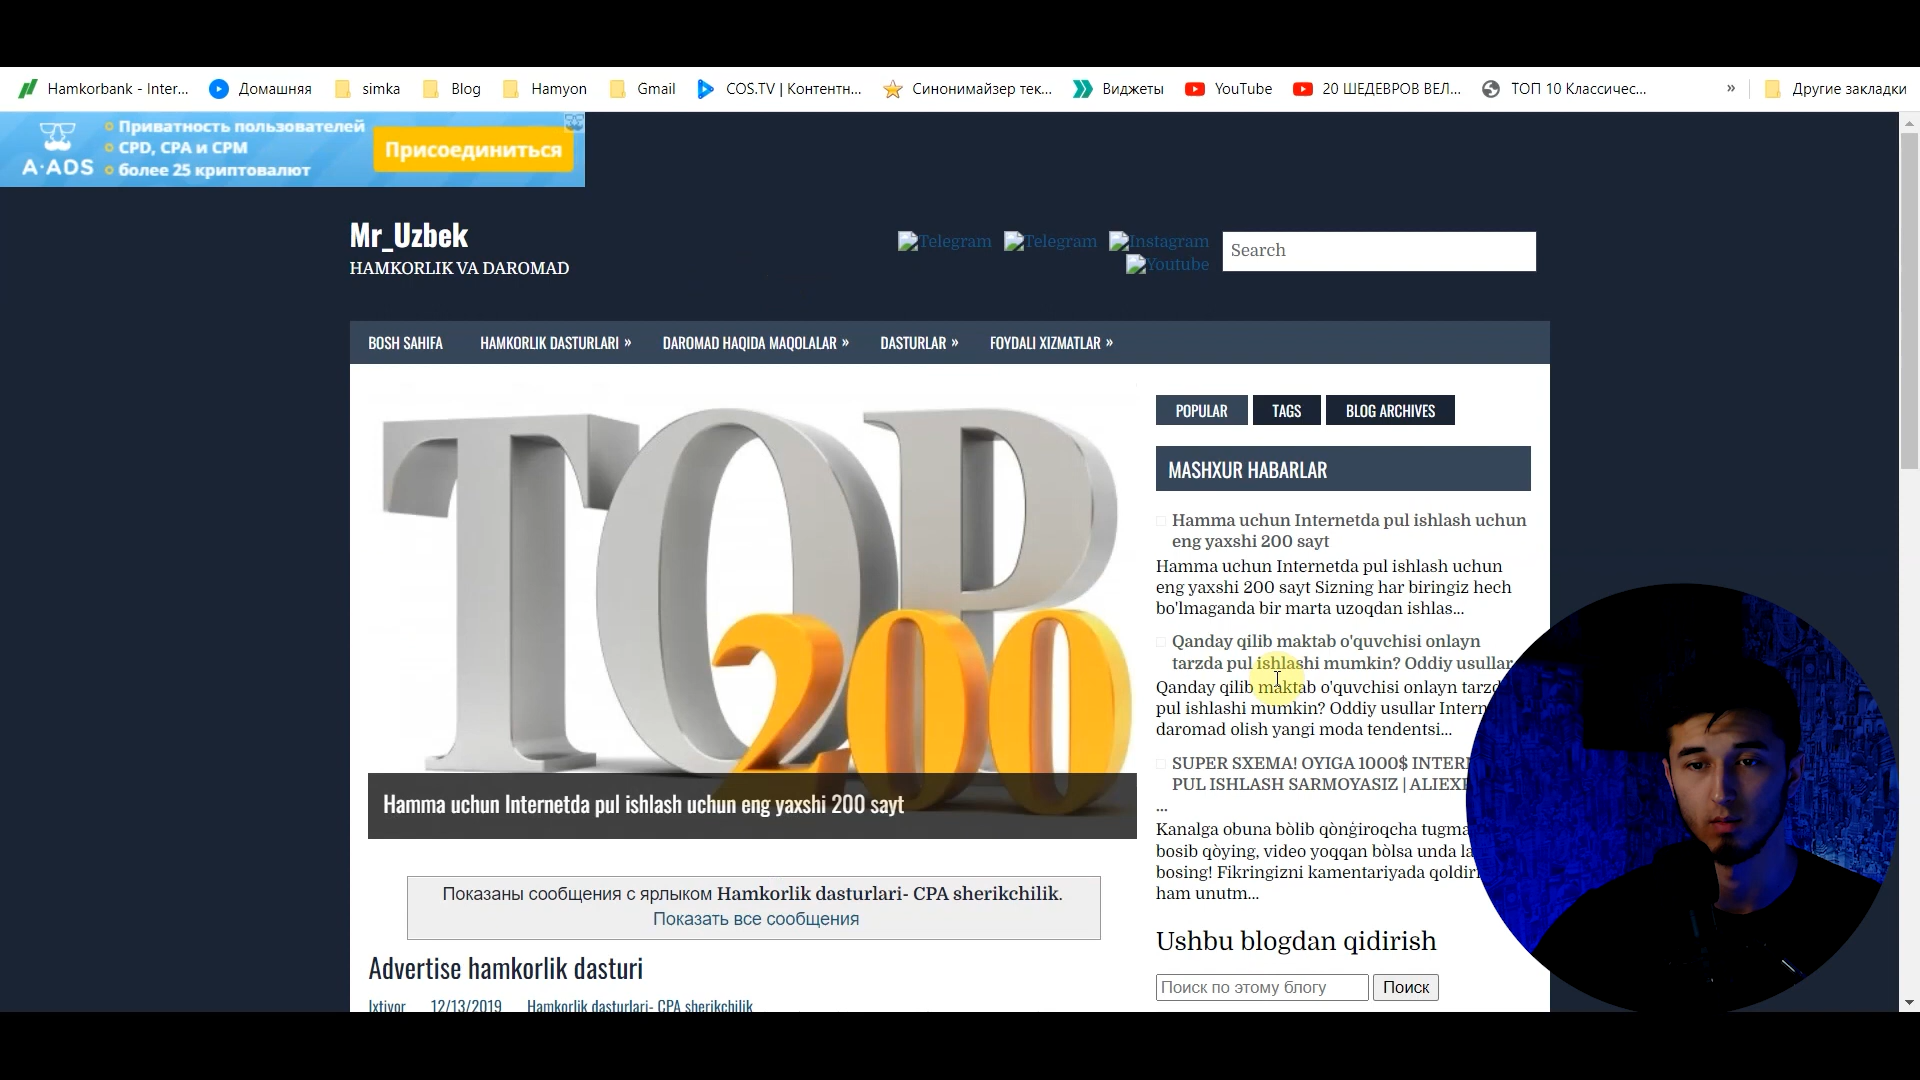 Hamkorbank - Inter...
Домашняя
simka
Blog
Hamyon
Gmail
COS.TV | Контентн...
Синонимайзер тек...
Виджеты
YouTube
20 ШЕДЕВРОВ ВЕЛ...
ТОП 10 Классичес...
»
Другие закладки
A-ADS
Приватность пользователей
CPD, CPA и CPM
более 25 криптовалют
Присоединиться
Mr_Uzbek
HAMKORLIK VA DAROMAD
Telegram
Telegram
Instagram
Youtube
Search
BOSH SAHIFA
HAMKORLIK DASTURLARI »
DAROMAD HAQIDA MAQOLALAR »
DASTURLAR »
FOYDALI XIZMATLAR »
TOP
200
Hamma uchun Internetda pul ishlash uchun eng yaxshi 200 sayt
Показаны сообщения с ярлыком Hamkorlik dasturlari- CPA sherikchilik.
Показать все сообщения
Advertise hamkorlik dasturi
Ixtiyor 12/13/2019 Hamkorlik dasturlari- CPA sherikchilik
POPULAR
TAGS
BLOG ARCHIVES
MASHXUR HABARLAR
Hamma uchun Internetda pul ishlash uchun
eng yaxshi 200 sayt
Hamma uchun Internetda pul ishlash uchun
eng yaxshi 200 sayt Sizning har biringiz hech
bo'lmaganda bir marta uzoqdan ishlas...
Qanday qilib maktab o'quvchisi onlayn
tarzda pul ishlashi mumkin? Oddiy usullar
Qanday qilib maktab o'quvchisi onlayn tarzd
pul ishlashi mumkin? Oddiy usullar Intern
daromad olish yangi moda tendentsi...
SUPER SXEMA! OYIGA 1000$ INTER
PUL ISHLASH SARMOYASIZ | ALIEX
...
Kanalga obuna bòlib qònġiroqcha tugma
bosib qòying, video yoqqan bòlsa unda la
bosing! Fikringizni kamentariyada qoldir
ham unutm...
Ushbu blogdan qidirish
Поиск по этому блогу
Поиск